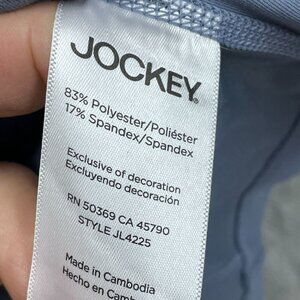 JOCKEY®
83% Polyester/Poliéster
17% Spandex/Spandex
Exclusive of decoration
Excluyendo decoración
RN 50369 CA 45790
STYLE JL4225
Made in Cambodia
Hecho en Camb